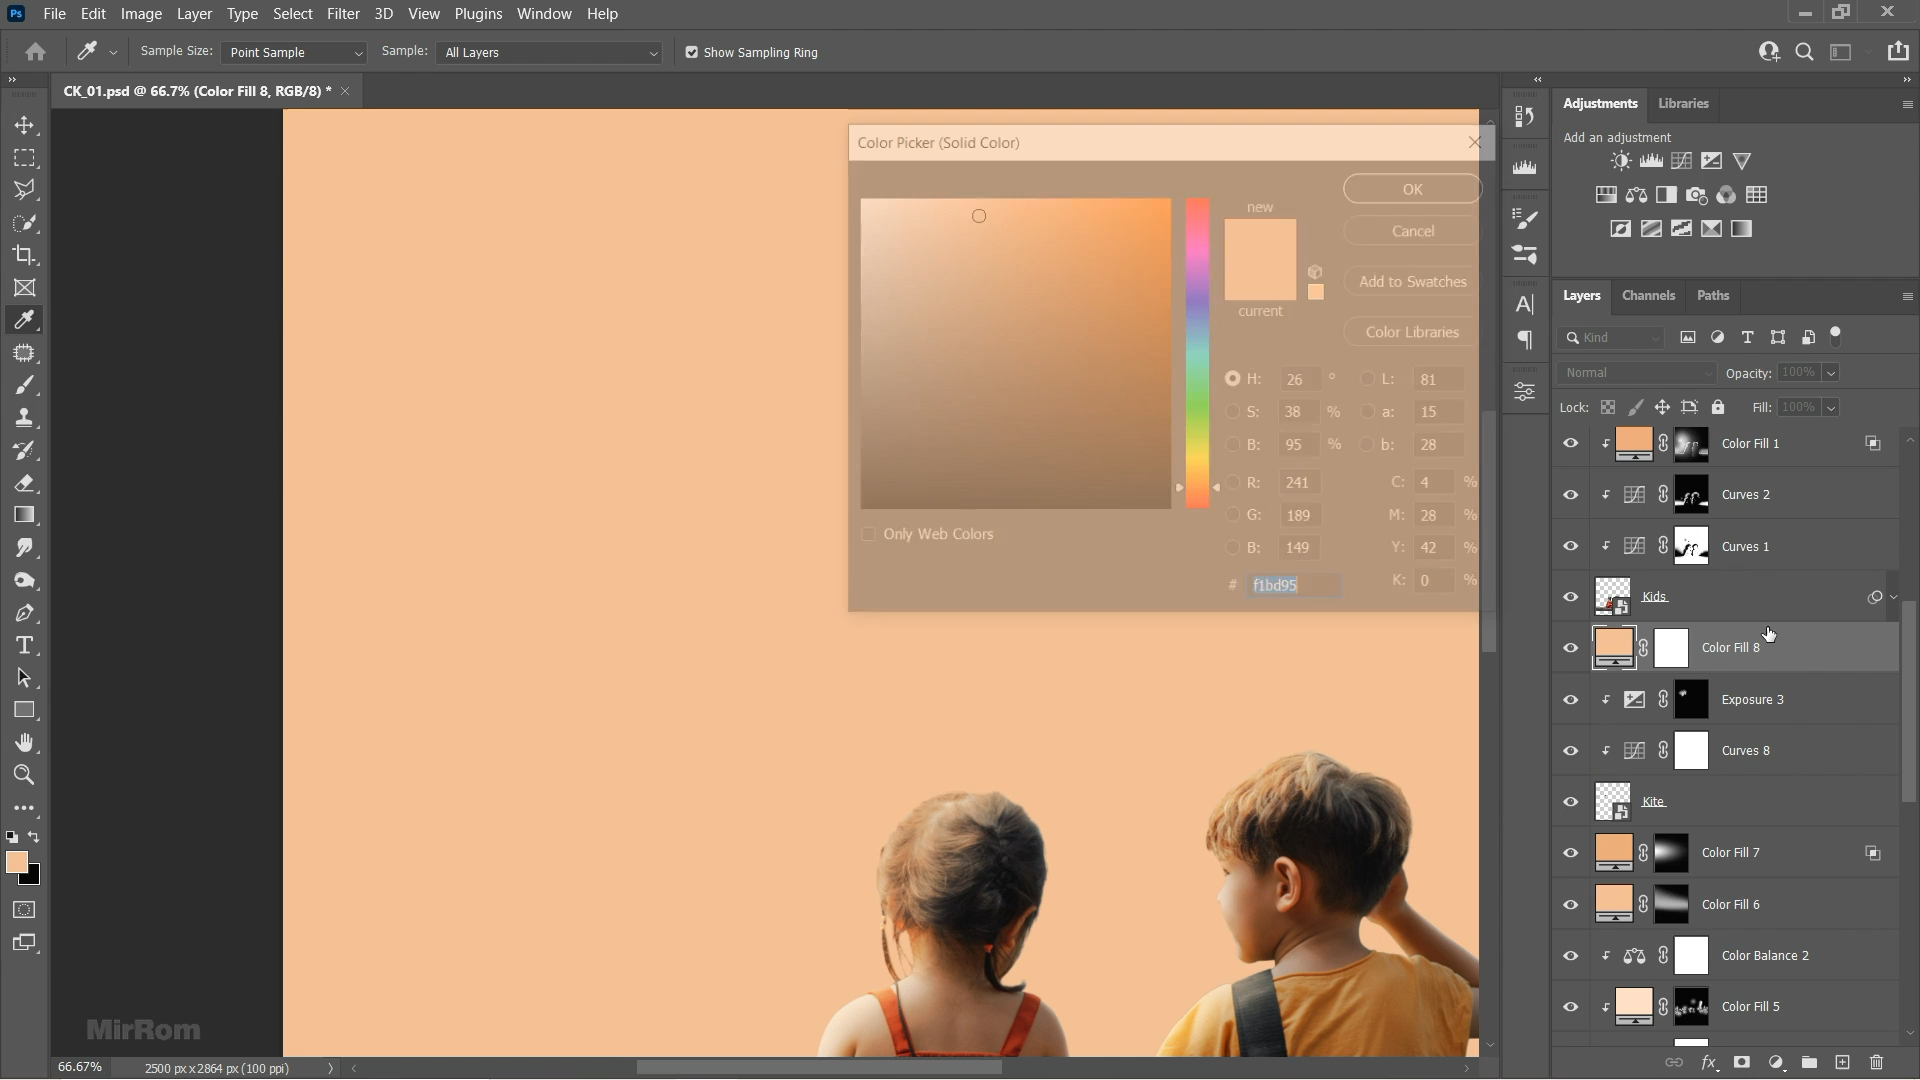 Ps File Edit Image Layer Type Select Filter 3D View Plugins Window Help
Sample Size: Point Sample Sample: All Layers Show Sampling Ring
CK_01.psd @ 66.7% (Color Fill 8, RGB/8) *
Color Picker (Solid Color)
new
current
OK
Cancel
Add to Swatches
Color Libraries
H: 26 ° L: 81
S: 38 % a: 15
B: 95 % b: 28
R: 241 C: 4 %
G: 189 M: 28 %
B: 149 Y: 42 %
# f1bd95 K: 0 %
Only Web Colors
Adjustments Libraries
Add an adjustment
Layers Channels Paths
Kind
Normal Opacity: 100%
Lock: Fill: 100%
Color Fill 1
Curves 2
Curves 1
Kids
Color Fill 8
Exposure 3
Curves 8
Kite
Color Fill 7
Color Fill 6
Color Balance 2
Color Fill 5
MirRom
66.67% 2500 px x 2864 px (100 ppi)